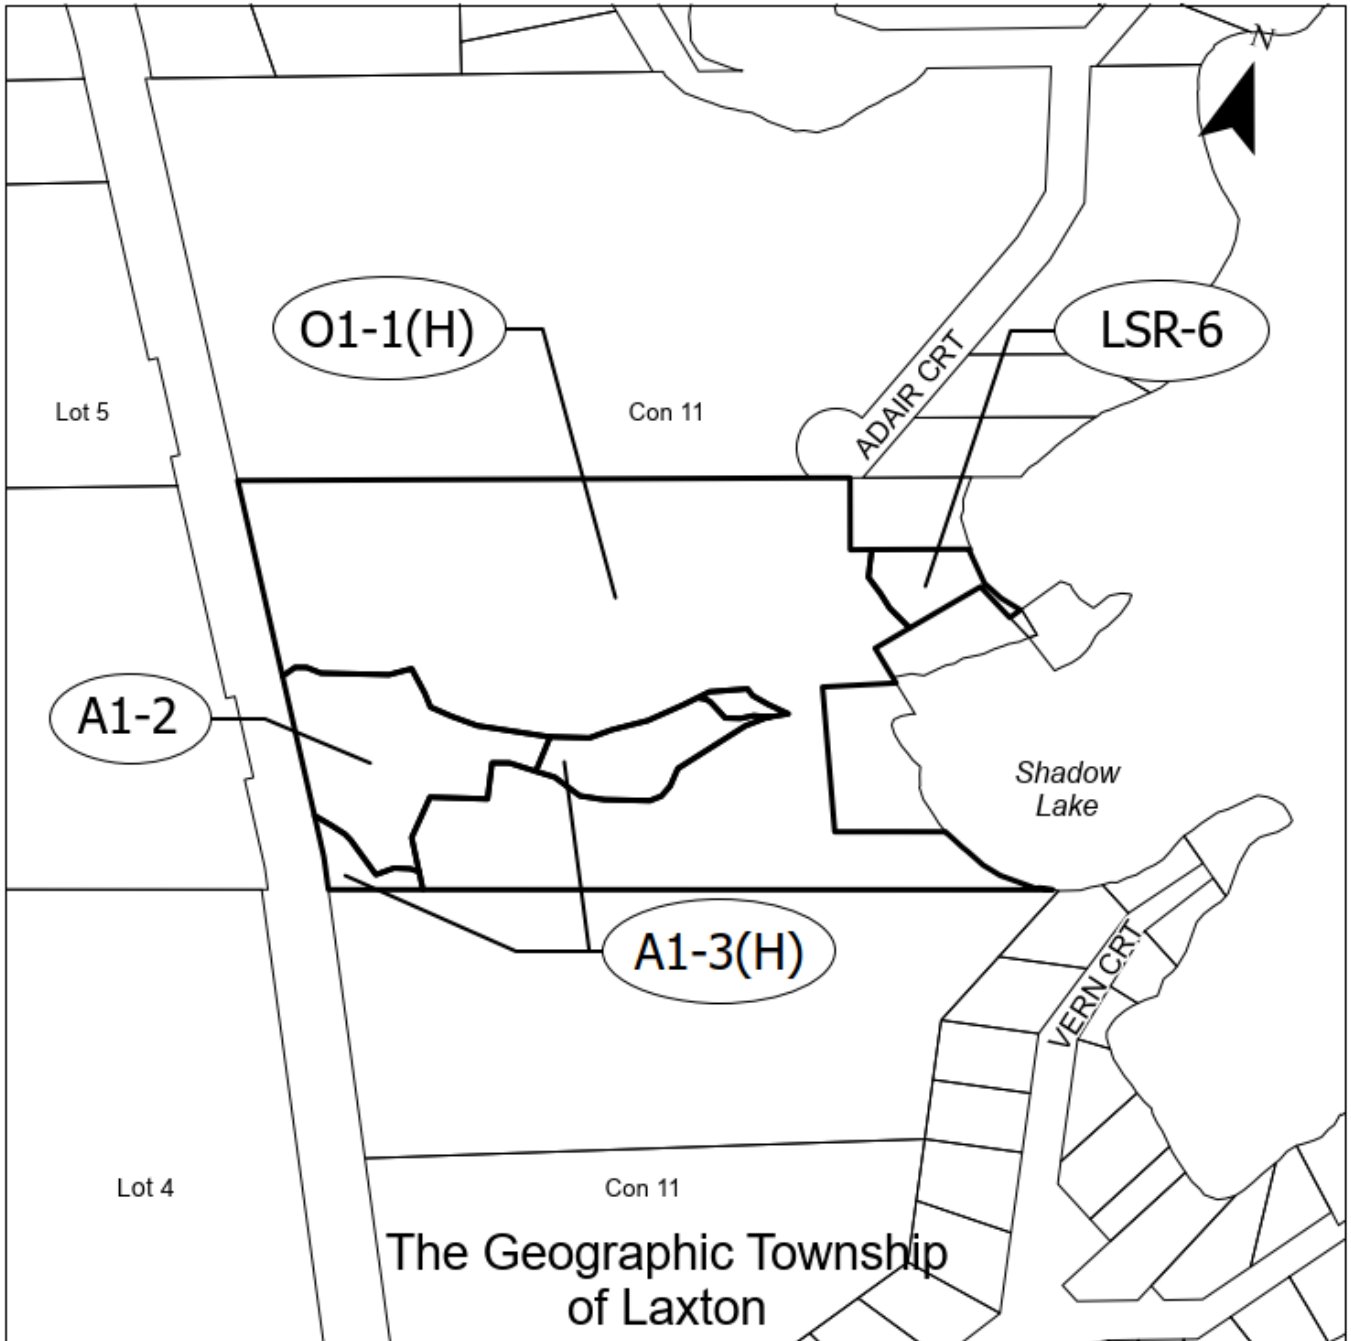 N
O1-1(H)
LSR-6
ADAIR CRT
Lot 5
Con 11
A1-2
Shadow
Lake
A1-3(H)
VERN CRT
Lot 4
Con 11
The Geographic Township
of Laxton